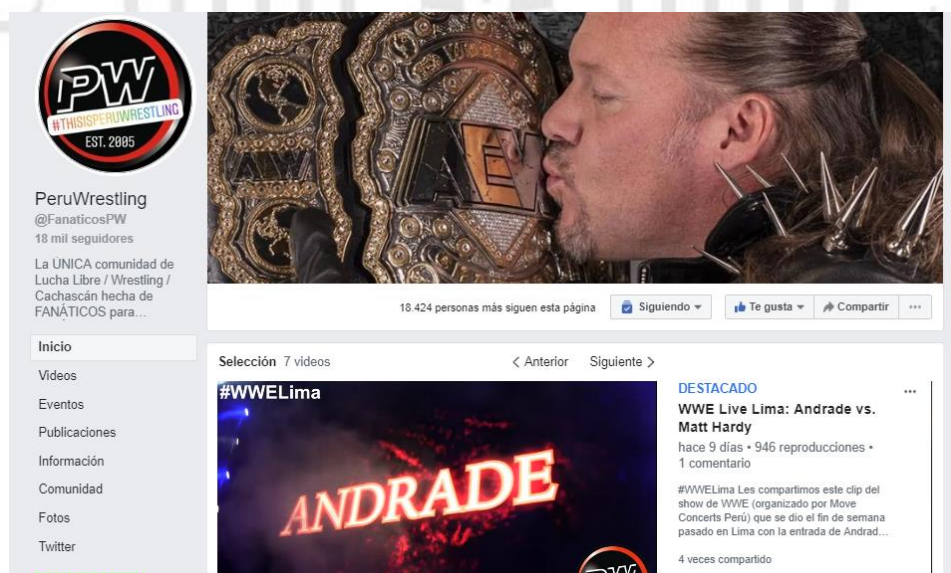 PW
#THISISPERUWRESTLING
EST. 2005
PeruWrestling
@FanaticosPW
18 mil seguidores
La ÚNICA comunidad de
Lucha Libre / Wrestling /
Cachascán hecha de
FANÁTICOS para...
Inicio
Videos
Eventos
Publicaciones
Información
Comunidad
Fotos
Twitter
AEW
18.424 personas más siguen esta página
Siguiendo
Te gusta
Compartir
Selección 7 videos
Anterior
Siguiente
#WWELima
ANDRADE
PW
DESTACADO
WWE Live Lima: Andrade vs.
Matt Hardy
hace 9 días • 946 reproducciones •
1 comentario
#WWELima Les compartimos este clip del
show de WWE (organizado por Move
Concerts Perú) que se dio el fin de semana
pasado en Lima con la entrada de Andrad...
4 veces compartido